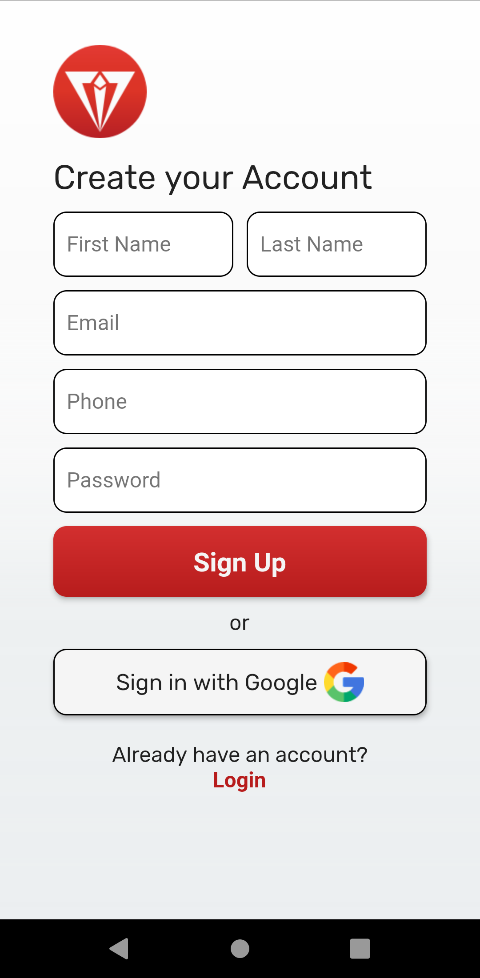 Create your Account
First Name Last Name
Email
Phone
Password
Sign Up
or
Sign in with Google
Already have an account?
Login